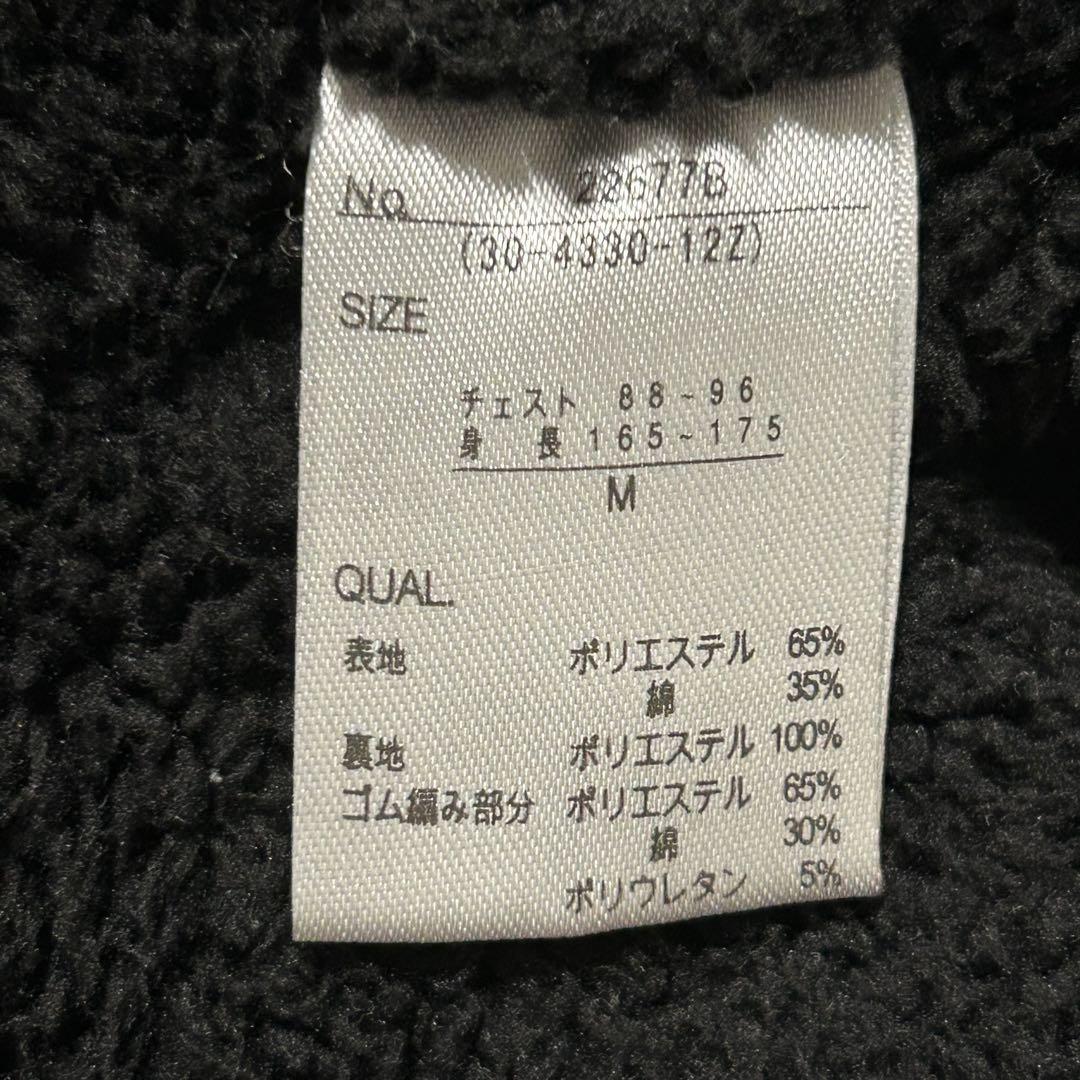 No. 23677B
(30-4330-12Z)
SIZE
チェスト 88~96
身 長 165~175
M
QUAL.
表地 ポリエステル 65%
綿 35%
裏地 ポリエステル 100%
ゴム編み部分 ポリエステル 65%
綿 30%
ポリウレタン 5%